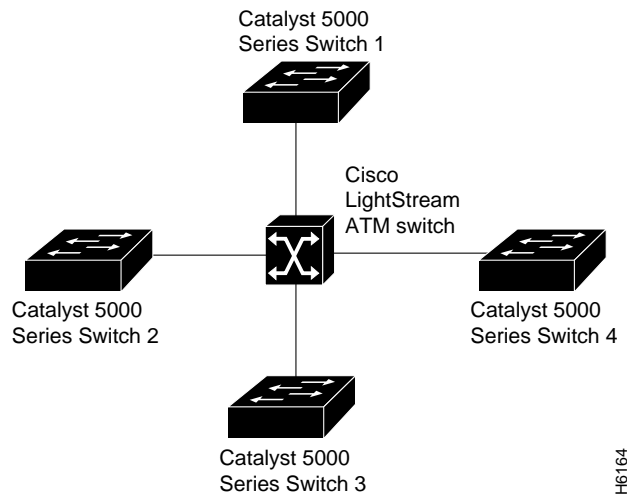 Catalyst 5000
Series Switch 1
Cisco
LightStream
ATM switch
Catalyst 5000
Series Switch 2
Catalyst 5000
Series Switch 4
Catalyst 5000
Series Switch 3
H6164